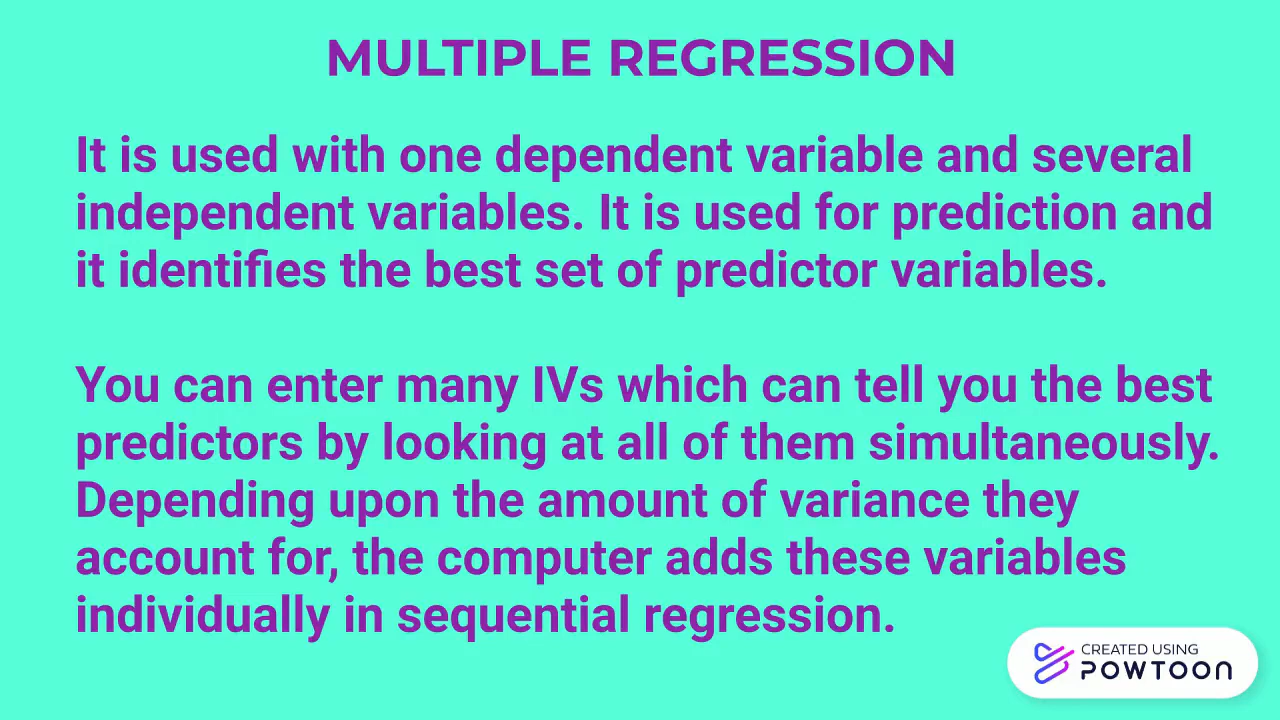 MULTIPLE REGRESSION
It is used with one dependent variable and several
independent variables. It is used for prediction and
it identifies the best set of predictor variables.
You can enter many IVs which can tell you the best
predictors by looking at all of them simultaneously.
Depending upon the amount of variance they
account for, the computer adds these variables
individually in sequential regression.
CREATED USING
POWTOON